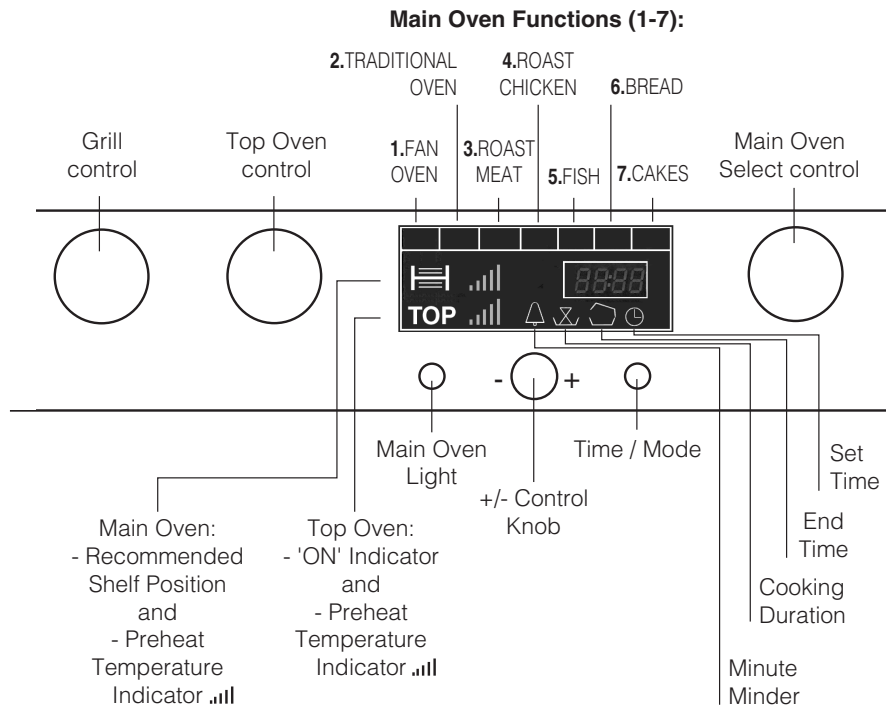 Main Oven Functions (1-7):
2.TRADITIONAL
OVEN
4.ROAST
CHICKEN
6.BREAD
Grill
control
Top Oven
control
1.FAN
OVEN
3.ROAST
MEAT
5.FISH
7.CAKES
Main Oven
Select control
88:88
TOP
- +
Main Oven
Light
+/- Control
Knob
Time / Mode
Set
Time
End
Time
Cooking
Duration
Minute
Minder
Main Oven:
- Recommended
Shelf Position
and
- Preheat
Temperature
Indicator
Top Oven:
- 'ON' Indicator
and
- Preheat
Temperature
Indicator